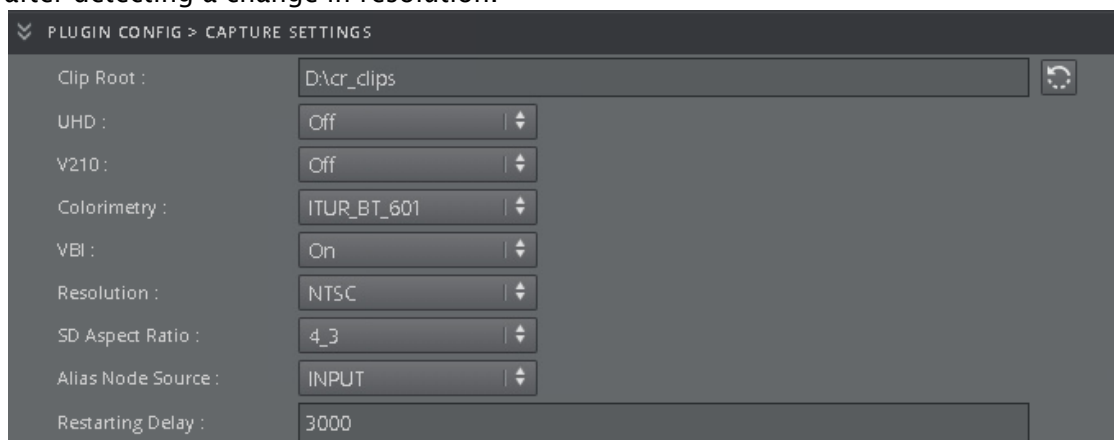 after detecting a change in resolution.
PLUGIN CONFIG > CAPTURE SETTINGS
Clip Root : D:\cr_clips
UHD : Off
V210 : Off
Colorimetry : ITUR_BT_601
VBI : On
Resolution : NTSC
SD Aspect Ratio : 4_3
Alias Node Source : INPUT
Restarting Delay : 3000